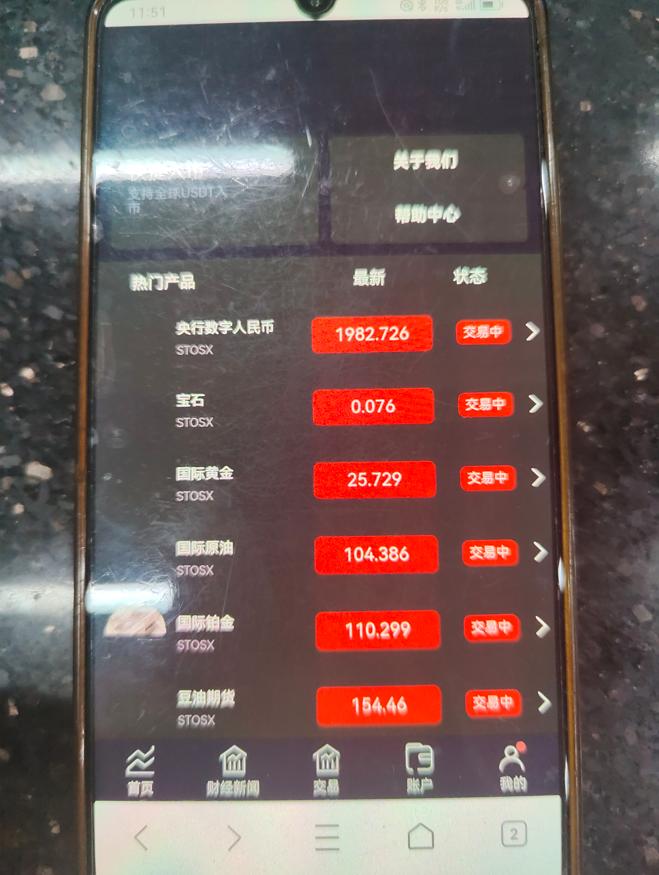 11:51
关于我们
支持全球USDT入
币
帮助中心
热门产品 最新 状态
央行数字人民币 1982.726 交易中
STOSX
宝石 0.076 交易中
STOSX
国际黄金 25.729 交易中
STOSX
国际原油 104.386 交易中
STOSX
国际铂金 110.299 交易中
STOSX
豆油期货 154.46 交易中
STOSX
首页 财经新闻 交易 账户 我的
2